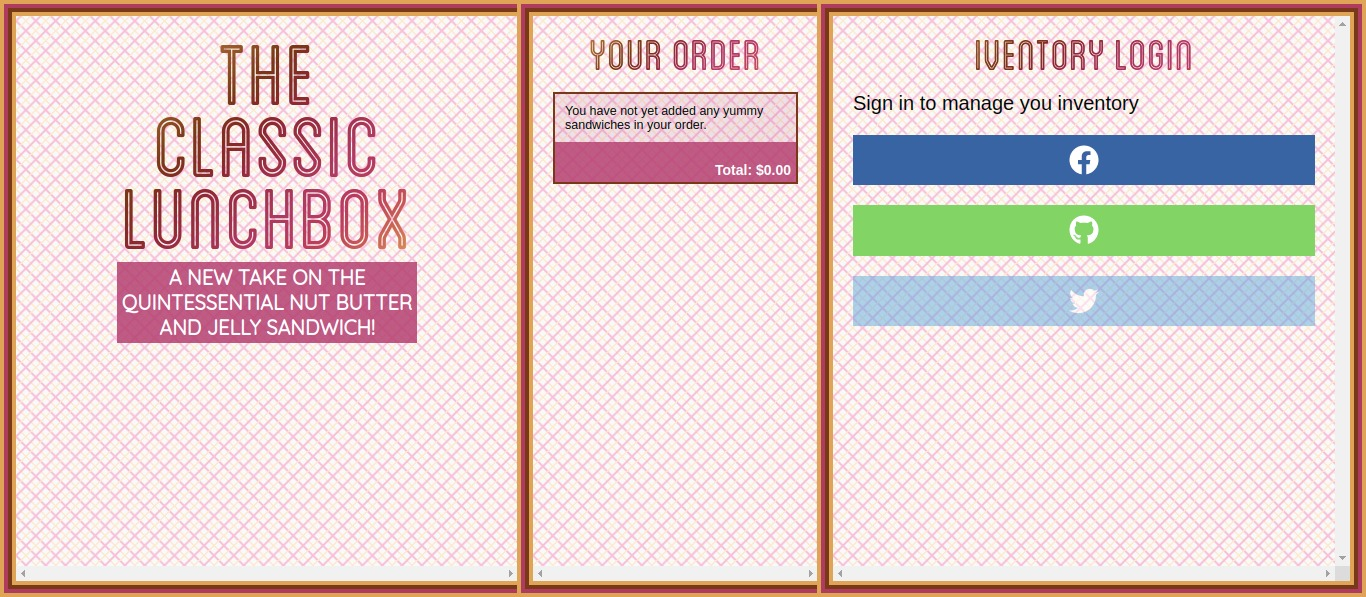 THE
CLASSIC
LUNCHBOX
A NEW TAKE ON THE
QUINTESSENTIAL NUT BUTTER
AND JELLY SANDWICH!
YOUR ORDER
You have not yet added any yummy
sandwiches in your order.
Total: $0.00
IVENTORY LOGIN
Sign in to manage you inventory